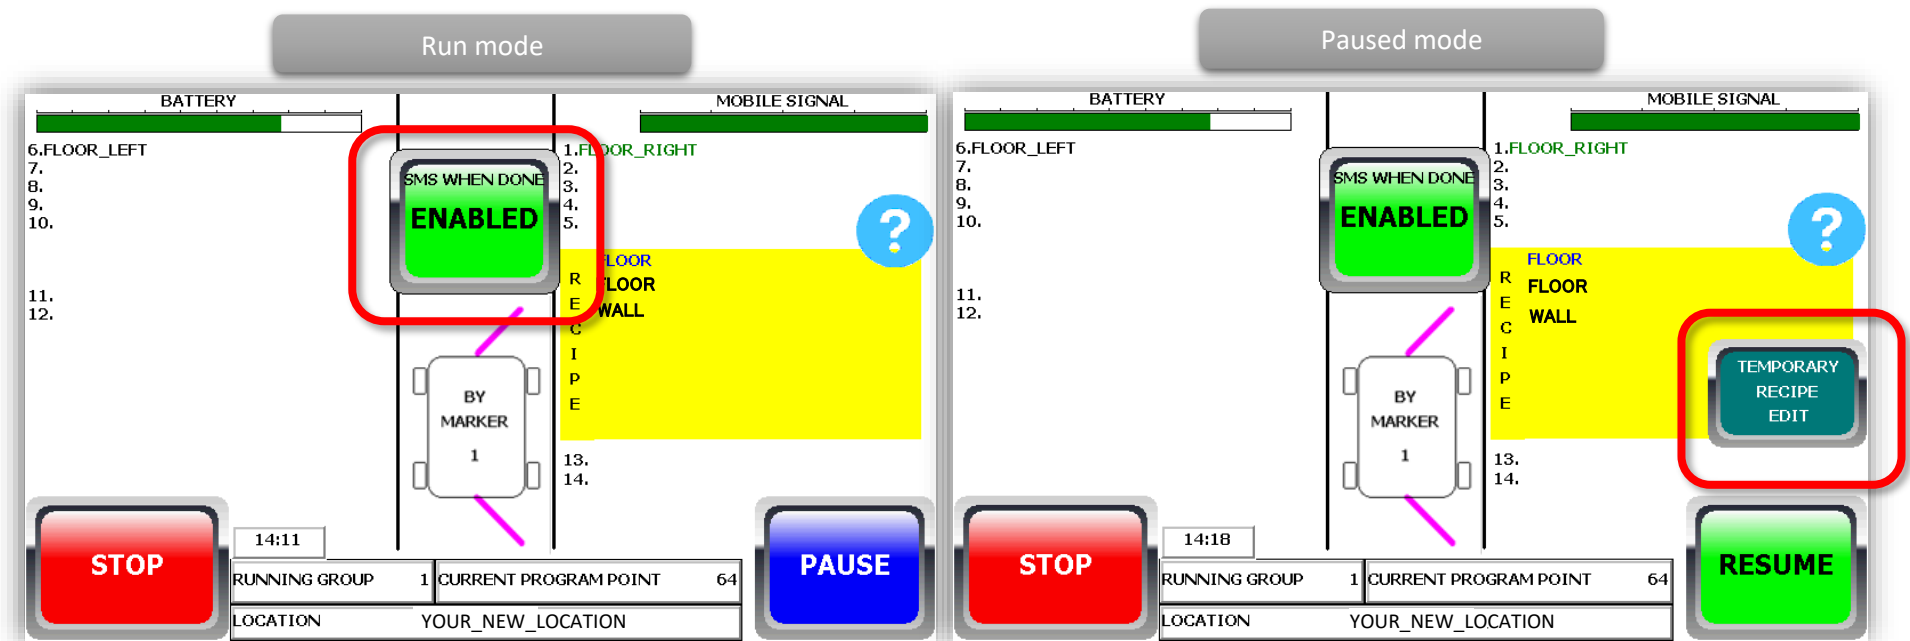 Run mode
BATTERY
MOBILE SIGNAL
6.FLOOR_LEFT
7.
8.
9.
10.
11.
12.
SMS WHEN DONE
ENABLED
1.FLOOR_RIGHT
2.
3.
4.
5.
?
RECIPE
FLOOR
FLOOR
WALL
13.
14.
BY
MARKER
1
STOP
14:11
PAUSE
RUNNING GROUP 1 CURRENT PROGRAM POINT 64
LOCATION YOUR_NEW_LOCATION
Paused mode
BATTERY
MOBILE SIGNAL
6.FLOOR_LEFT
7.
8.
9.
10.
11.
12.
SMS WHEN DONE
ENABLED
1.FLOOR_RIGHT
2.
3.
4.
5.
?
RECIPE
FLOOR
FLOOR
WALL
TEMPORARY
RECIPE
EDIT
13.
14.
BY
MARKER
1
STOP
14:18
RESUME
RUNNING GROUP 1 CURRENT PROGRAM POINT 64
LOCATION YOUR_NEW_LOCATION